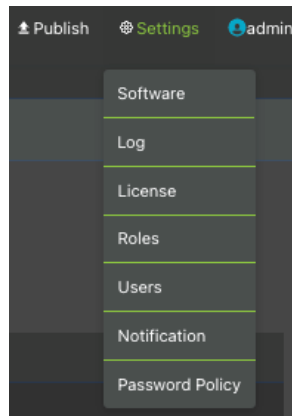 Publish Settings admin
Software
Log
License
Roles
Users
Notification
Password Policy